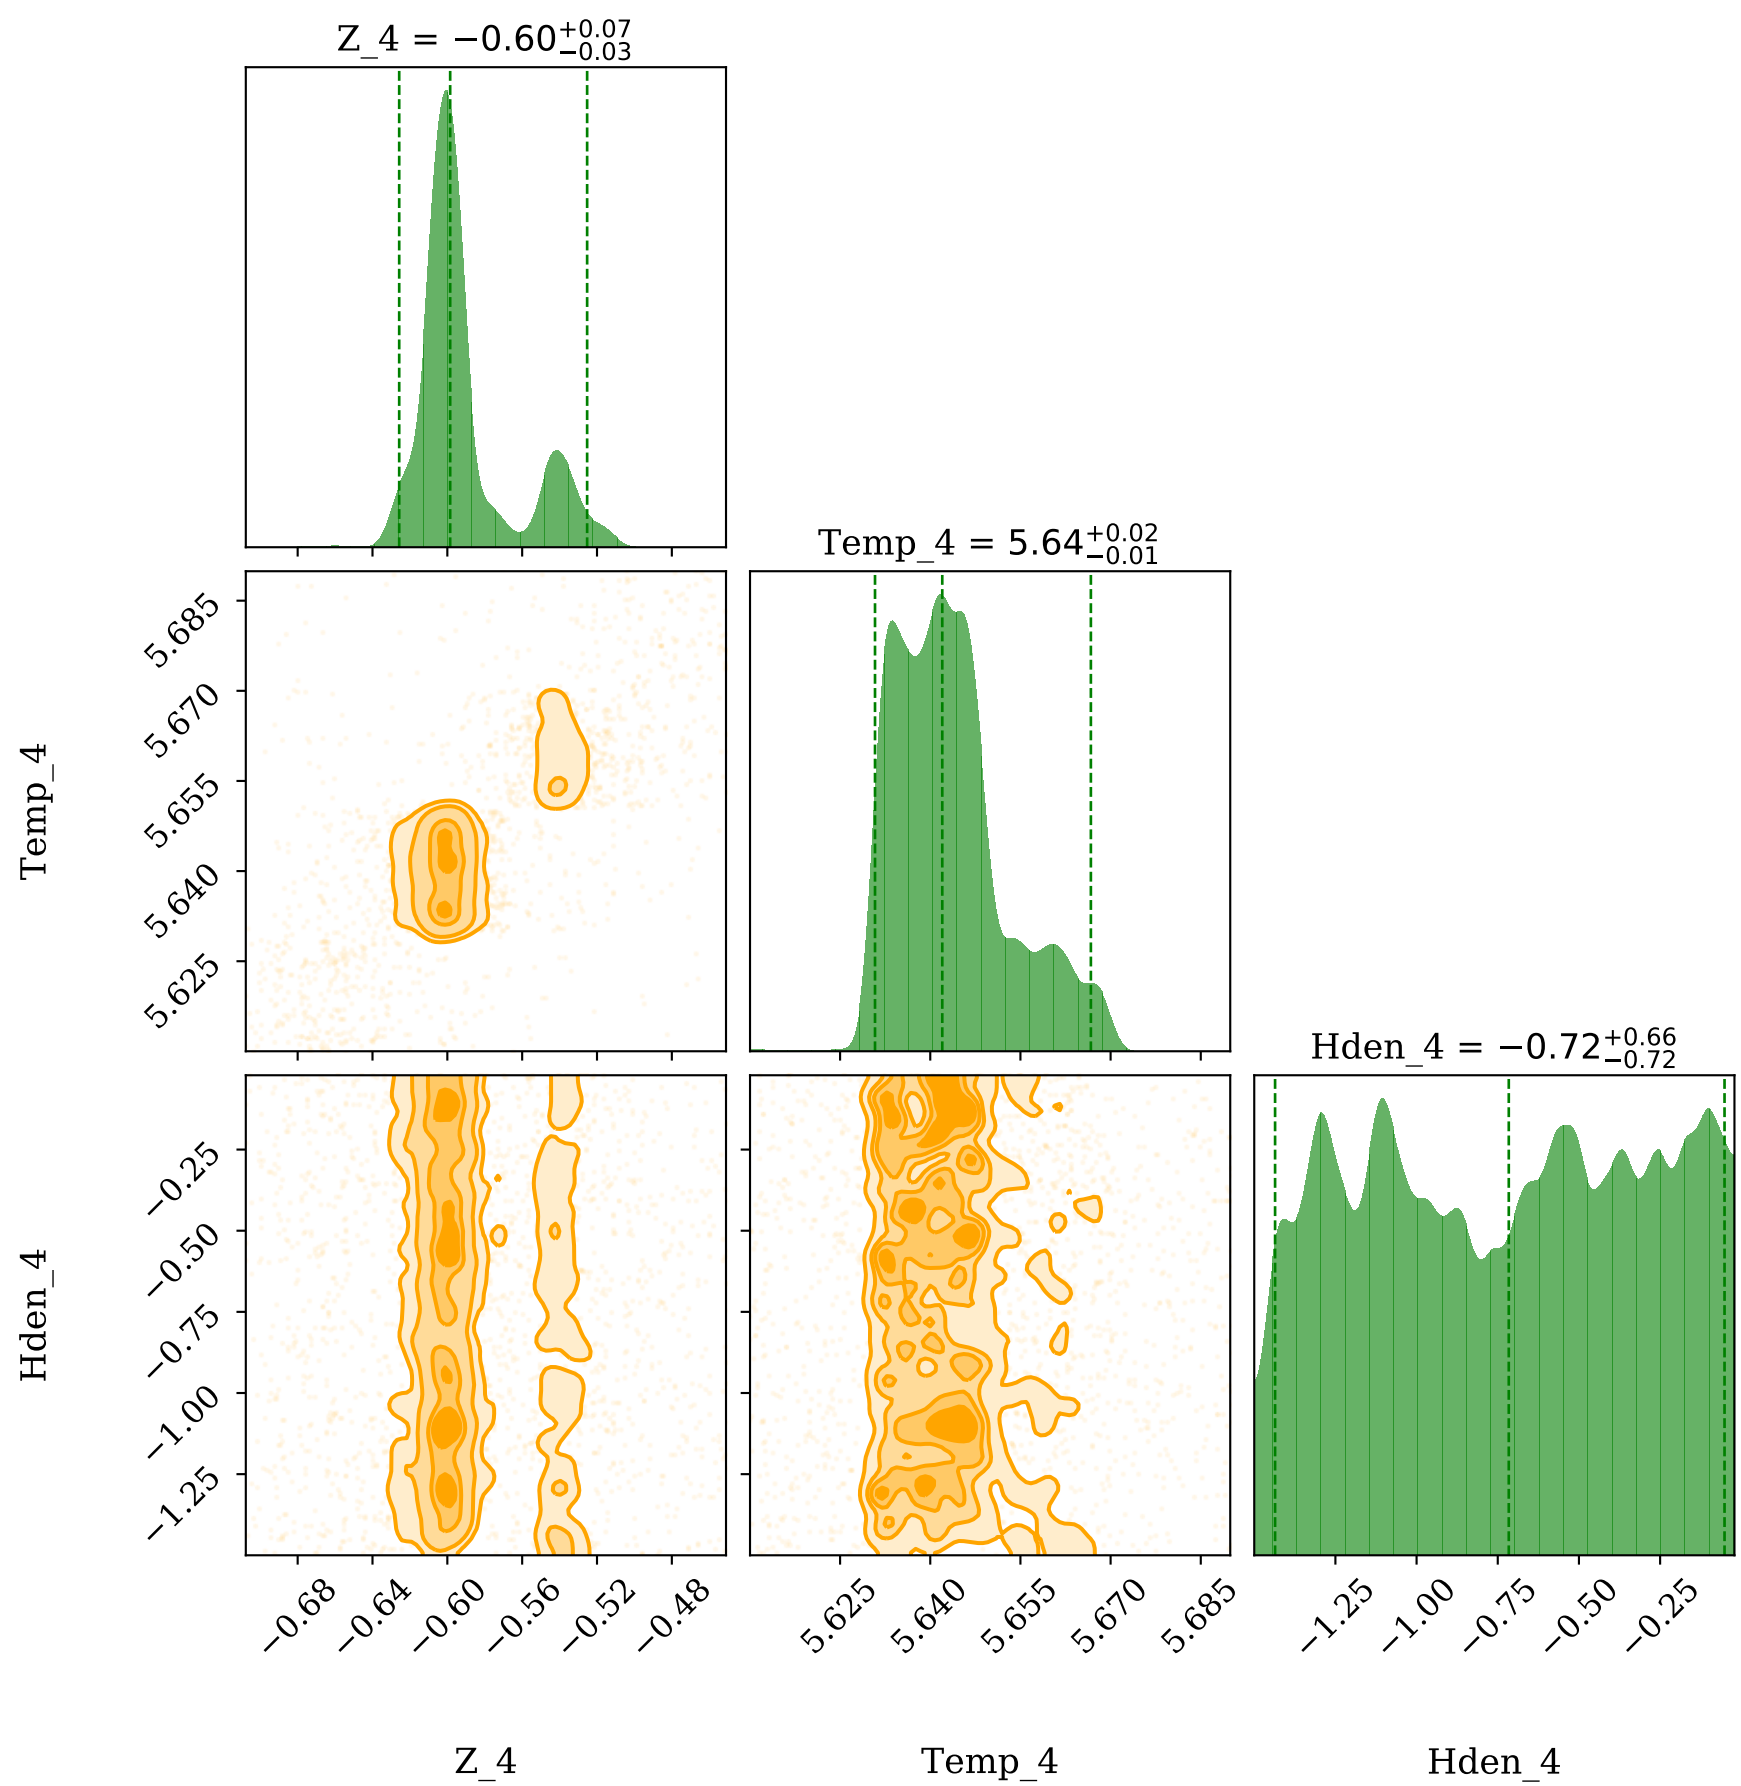 Z_4 = −0.60+0.07−0.03
Temp_4 = 5.64+0.02−0.01
Hden_4 = −0.72+0.66−0.72
Temp_4
5.685
5.670
5.655
5.640
5.625
Hden_4
−0.25
−0.50
−0.75
−1.00
−1.25
−0.68 −0.64 −0.60 −0.56 −0.52 −0.48
5.625 5.640 5.655 5.670 5.685
−1.25 −1.00 −0.75 −0.50 −0.25
Z_4
Temp_4
Hden_4